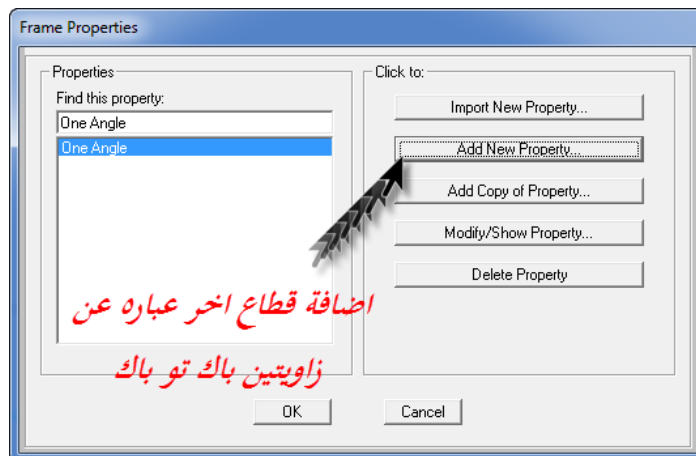 Frame Properties
Properties
Find this property:
One Angle
One Angle
Click to:
Import New Property...
Add New Property...
Add Copy of Property...
Modify/Show Property...
Delete Property
اضافة قطاع اخر عباره عن
زاويتين باك تو باك
OK
Cancel